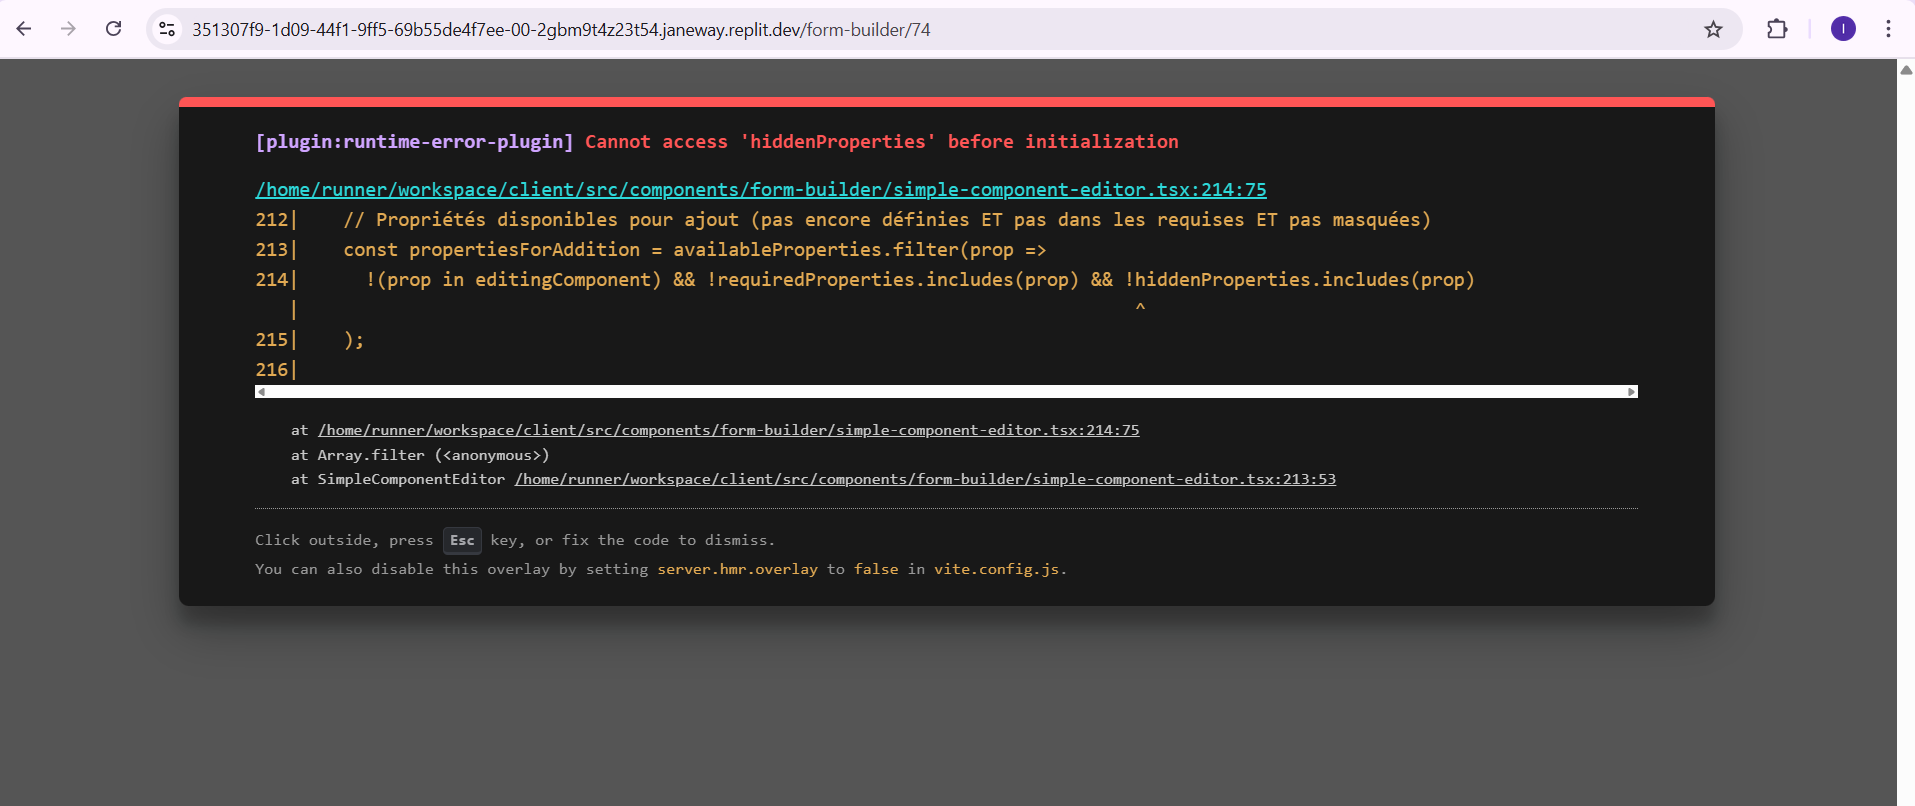 351307f9-1d09-44f1-9ff5-69b55de4f7ee-00-2gbm9t4z23t54.janeway.replit.dev/form-builder/74
I
[plugin:runtime-error-plugin] Cannot access 'hiddenProperties' before initialization
/home/runner/workspace/client/src/components/form-builder/simple-component-editor.tsx:214:75
212|    // Propriétés disponibles pour ajout (pas encore définies ET pas dans les requises ET pas masquées)
213|    const propertiesForAddition = availableProperties.filter(prop =>
214|      !(prop in editingComponent) && !requiredProperties.includes(prop) && !hiddenProperties.includes(prop)
|                                                                            ^
215|    );
216|
at /home/runner/workspace/client/src/components/form-builder/simple-component-editor.tsx:214:75
at Array.filter (<anonymous>)
at SimpleComponentEditor /home/runner/workspace/client/src/components/form-builder/simple-component-editor.tsx:213:53
Click outside, press Esc key, or fix the code to dismiss.
You can also disable this overlay by setting server.hmr.overlay to false in vite.config.js.